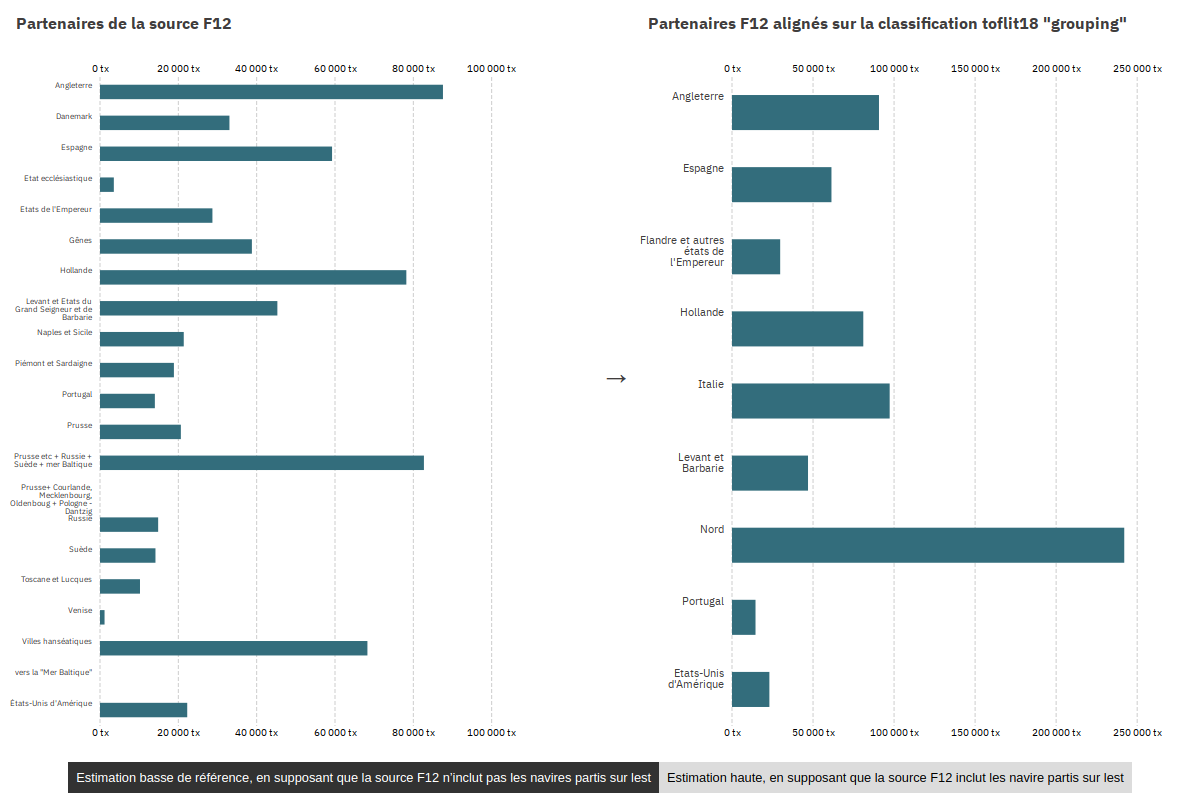 Partenaires de la source F12
0 tx 20 000 tx 40 000 tx 60 000 tx 80 000 tx 100 000 tx
Angleterre
Danemark
Espagne
Etat ecclésiastique
Etats de l'Empereur
Gênes
Hollande
Levant et Etats du
Grand Seigneur et de
Barbarie
Naples et Sicile
Piémont et Sardaigne
Portugal
Prusse
Prusse etc + Russie +
Suède + mer Baltique
Prusse+ Courlande,
Mecklenbourg,
Oldenboug + Pologne -
Dantzig
Russie
Suède
Toscane et Lucques
Venise
Villes hanséatiques
vers la "Mer Baltique"
États-Unis d'Amérique
0 tx 20 000 tx 40 000 tx 60 000 tx 80 000 tx 100 000 tx
→
Partenaires F12 alignés sur la classification toflit18 "grouping"
0 tx 50 000 tx 100 000 tx 150 000 tx 200 000 tx 250 000 tx
Angleterre
Espagne
Flandre et autres
états de
l'Empereur
Hollande
Italie
Levant et
Barbarie
Nord
Portugal
Etats-Unis
d'Amérique
0 tx 50 000 tx 100 000 tx 150 000 tx 200 000 tx 250 000 tx
Estimation basse de référence, en supposant que la source F12 n'inclut pas les navires partis sur lest
Estimation haute, en supposant que la source F12 inclut les navire partis sur lest